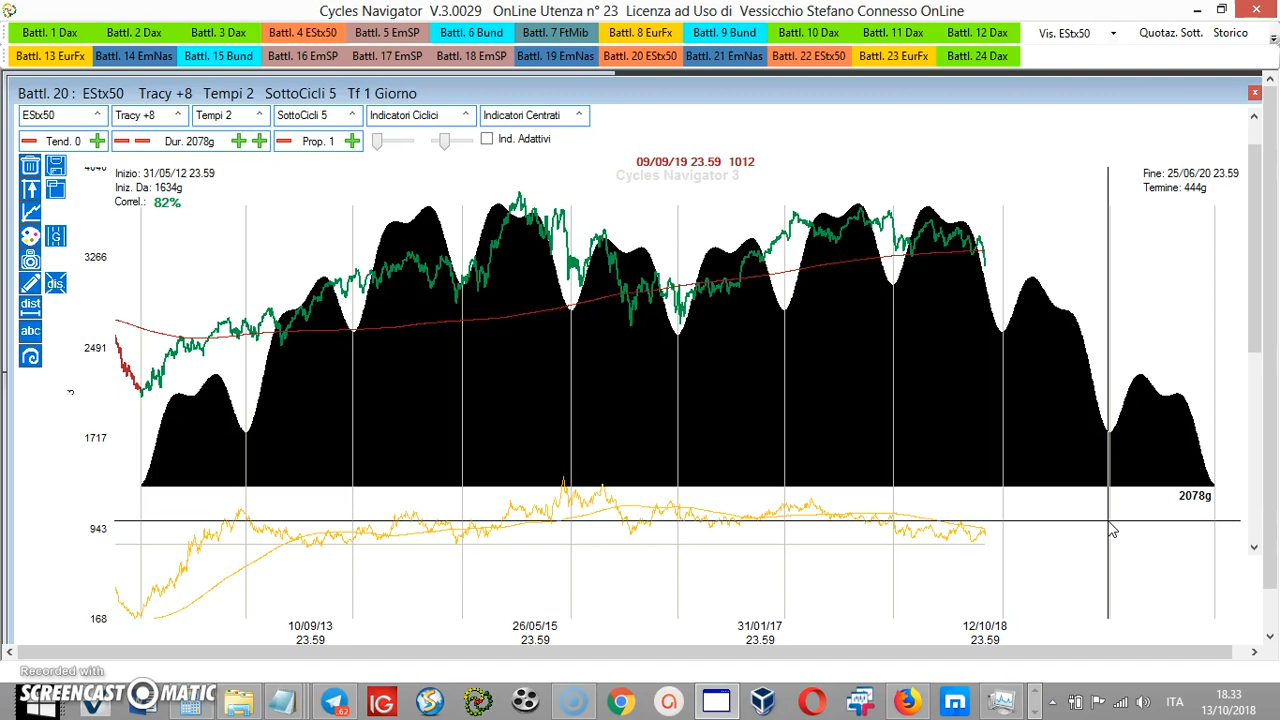 Cycles Navigator V.3.0029 OnLine Utenza n° 23 Licenza ad Uso di Vessicchio Stefano Connesso OnLine
Battl. 1 Dax Battl. 2 Dax Battl. 3 Dax Battl. 4 EStx50 Battl. 5 EmSP Battl. 6 Bund Battl. 7 FtMib Battl. 8 EurFx Battl. 9 Bund Battl. 10 Dax Battl. 11 Dax Battl. 12 Dax Vis. EStx50 Quotaz. Sott. Storico
Battl. 13 EurFx Battl. 14 EmNas Battl. 15 Bund Battl. 16 EmSP Battl. 17 EmSP Battl. 18 EmSP Battl. 19 EmNas Battl. 20 EStx50 Battl. 21 EmNas Battl. 22 EStx50 Battl. 23 EurFx Battl. 24 Dax
Battl. 20 : EStx50 Tracy +8 Tempi 2 SottoCicli 5 Tf 1 Giorno
EStx50 Tracy +8 Tempi 2 SottoCicli 5 Indicatori Ciclici Indicatori Centrati
Tend. 0 Dur. 2078g Prop. 1 Ind. Adattivi
09/09/19 23.59 1012
4040
Inizio: 31/05/12 23.59 Cycles Navigator 3 Fine: 25/06/20 23.59
Iniz. Da: 1634g Termine: 444g
Correl.: 82%
G
3266
dis
dist
abc
2491
3
1717
2078g
943
168
10/09/13 26/05/15 31/01/17 12/10/18
23.59 23.59 23.59 23.59
Recorded with
SCREENCAST MATIC
62
IG
ITA
18.33
13/10/2018